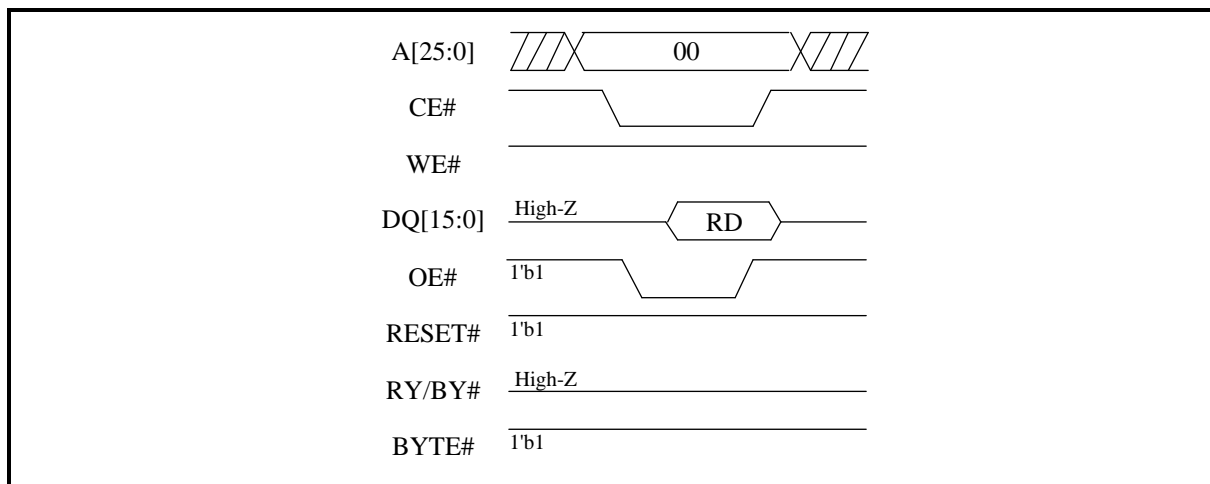 A[25:0] 00
CE#
WE#
DQ[15:0] High-Z RD
OE# 1'b1
RESET# 1'b1
RY/BY# High-Z
BYTE# 1'b1